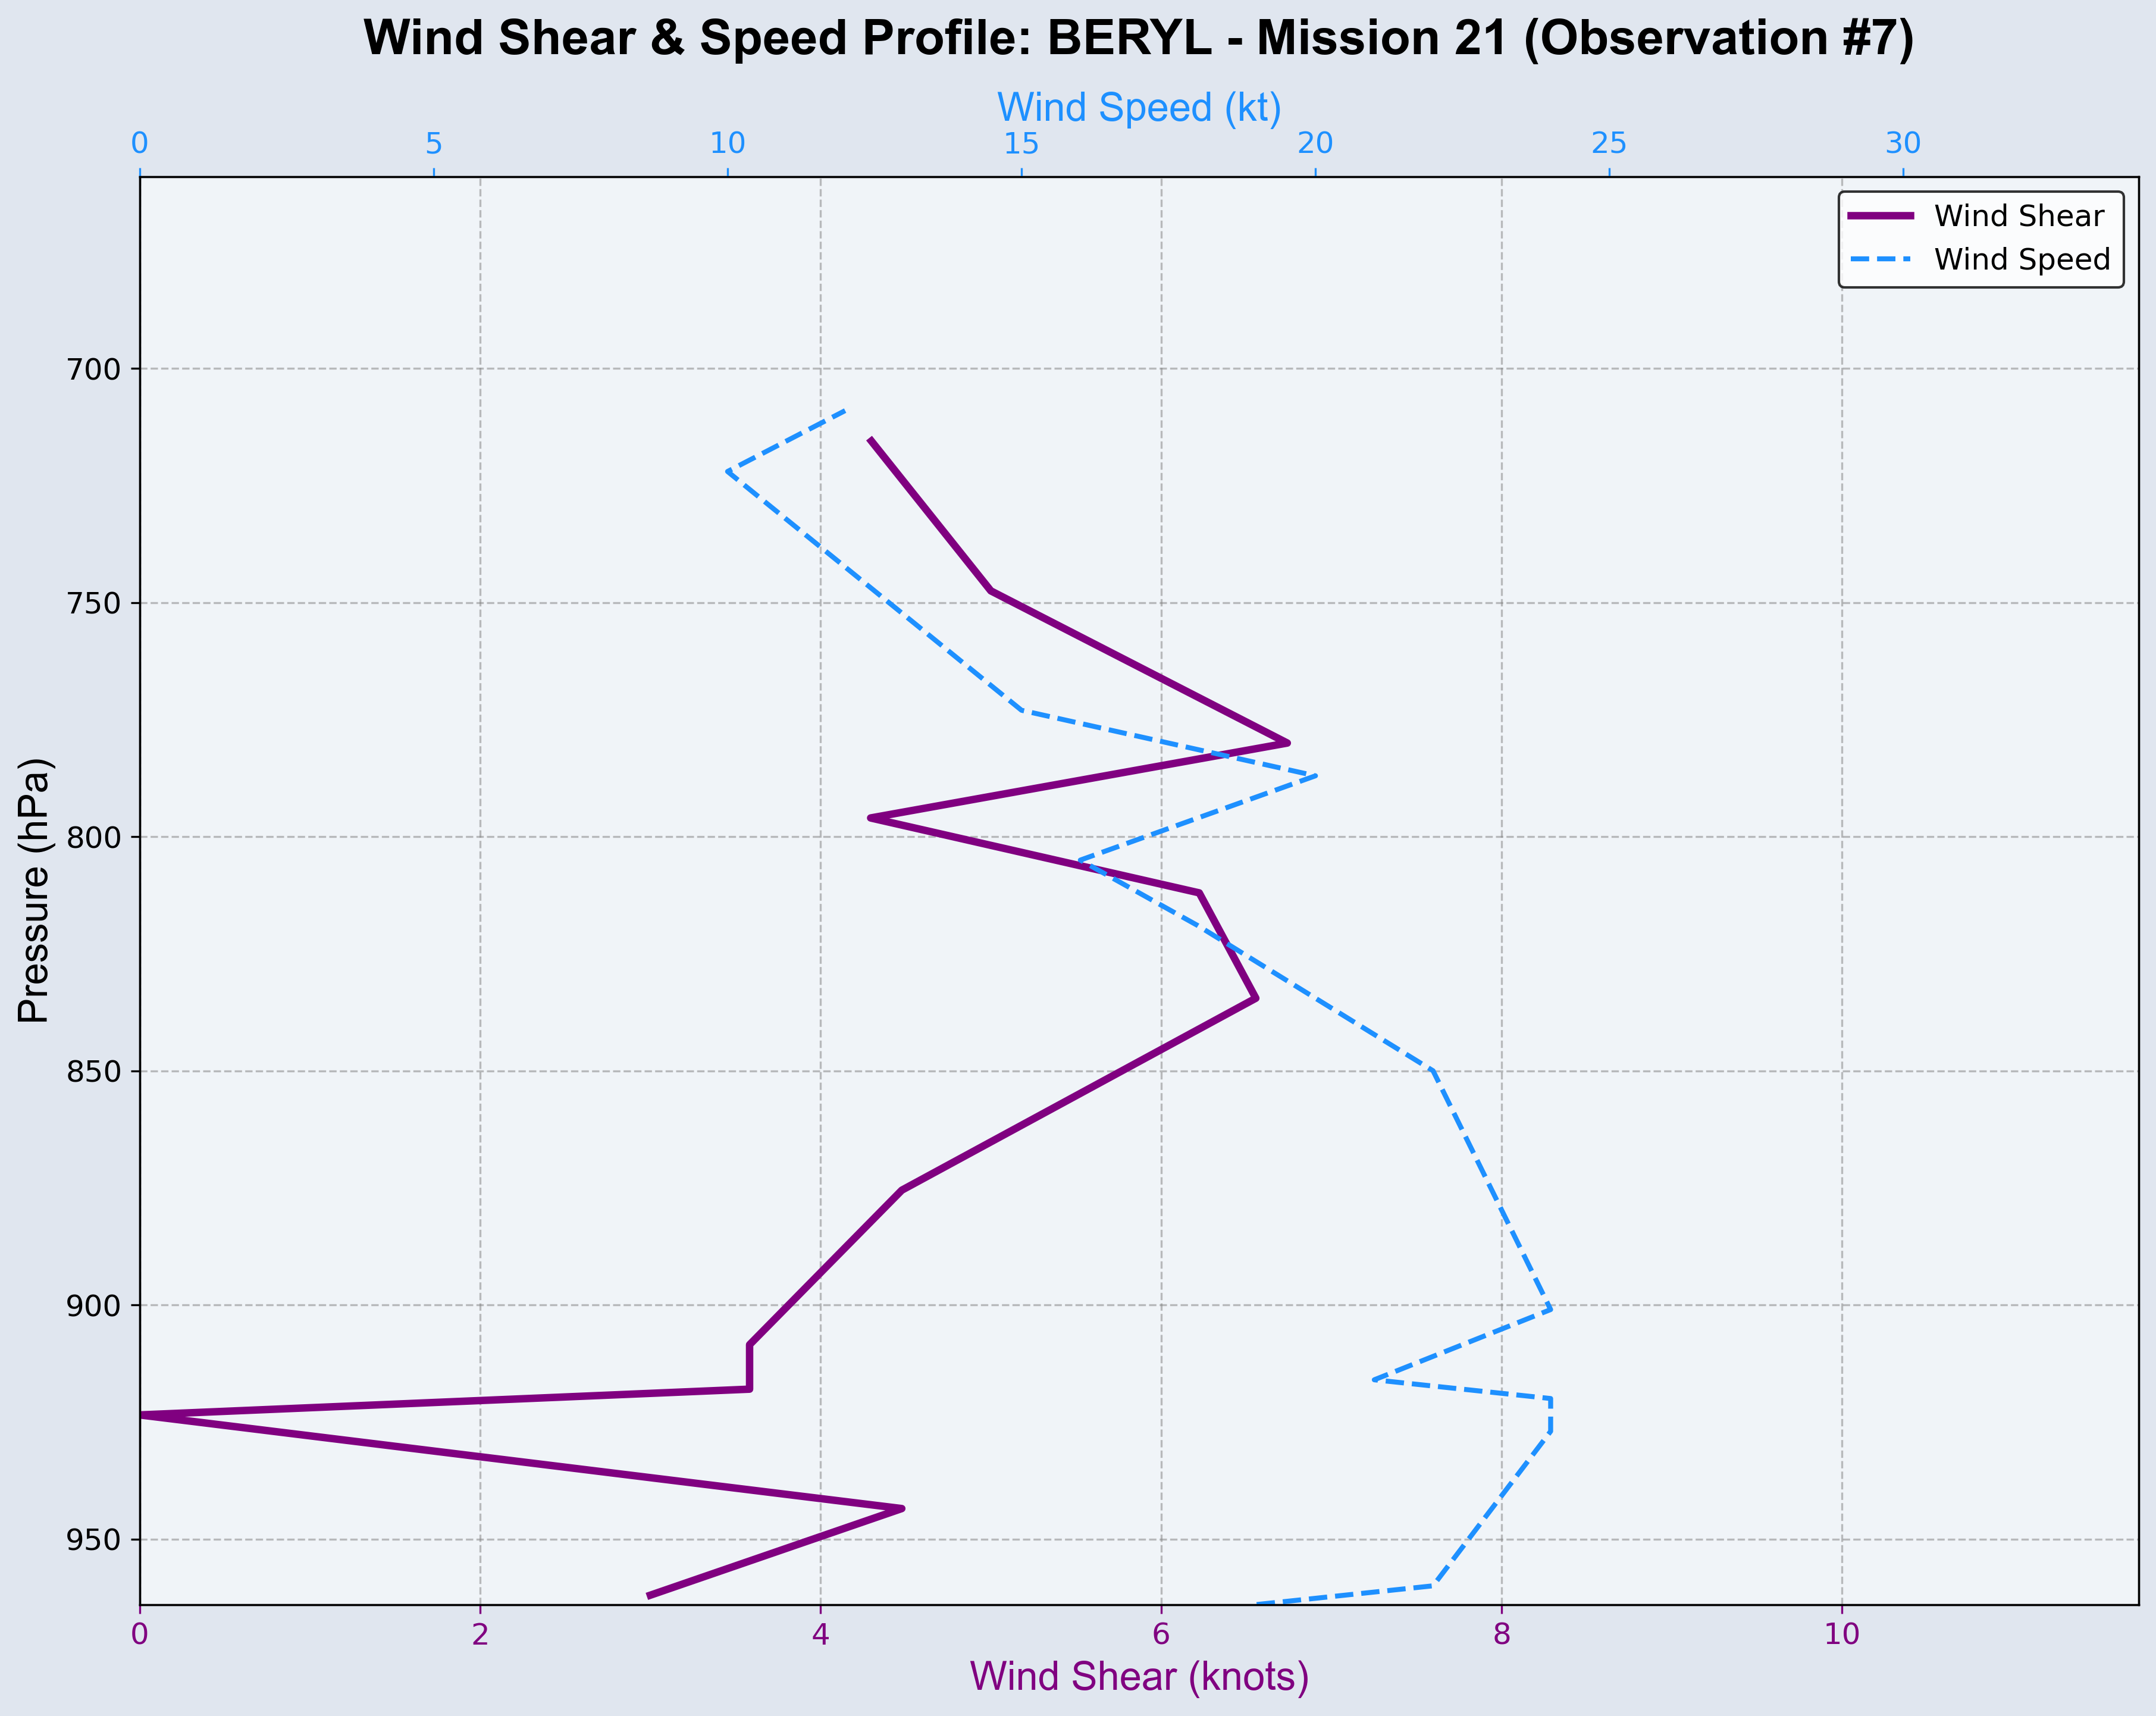 Wind Shear & Speed Profile: BERYL - Mission 21 (Observation #7)
Wind Speed (kt)
0 5 10 15 20 25 30
Wind Shear
Wind Speed
700
750
800
850
900
950
Pressure (hPa)
0 2 4 6 8 10
Wind Shear (knots)